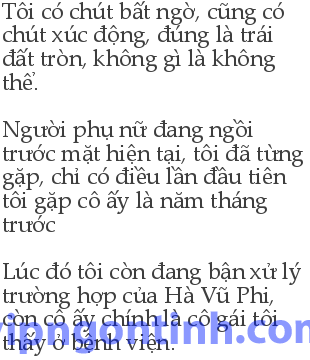 Tôi có chút bất ngờ, cũng có
chút xúc động, đúng là trái
đất tròn, không gì là không
thể.
Người phụ nữ đang ngồi
trước mặt hiện tại, tôi đã từng
gặp, chỉ có điều lần đầu tiên
tôi gặp cô ấy là năm tháng
trước
Lúc đó tôi còn đang bận xử lý
trường hợp của Hà Vũ Phi,
còn cô ấy chính là cô gái tôi
thấy ở bệnh viện.
vipngontinh.com